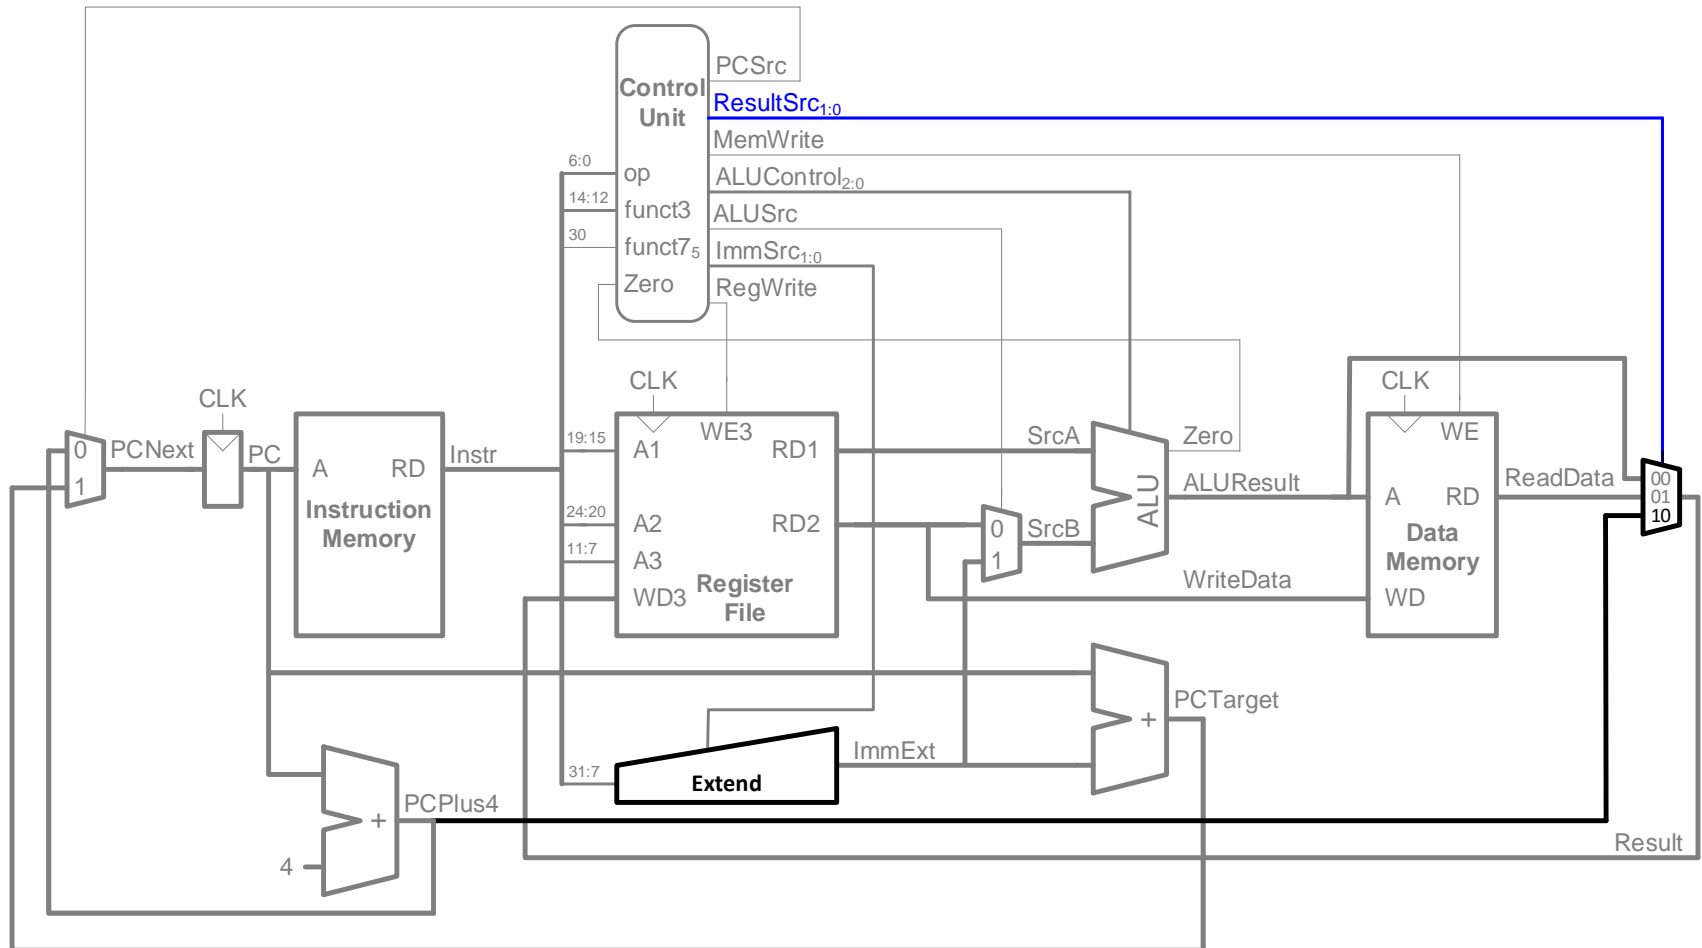 PCSrc
Control
Unit
ResultSrc1:0
MemWrite
6:0
op
ALUControl2:0
14:12
funct3
ALUSrc
30
funct75
ImmSrc1:0
Zero
RegWrite
CLK
CLK
CLK
0
1
PCNext
PC
A
RD
Instruction
Memory
Instr
19:15
A1
WE3
RD1
24:20
A2
RD2
11:7
A3
WD3
Register
File
SrcA
0
1
SrcB
ALU
Zero
ALUResult
WE
A
RD
Data
Memory
WriteData
WD
ReadData
00
01
10
PCTarget
+
31:7
Extend
ImmExt
PCPlus4
+
4
Result